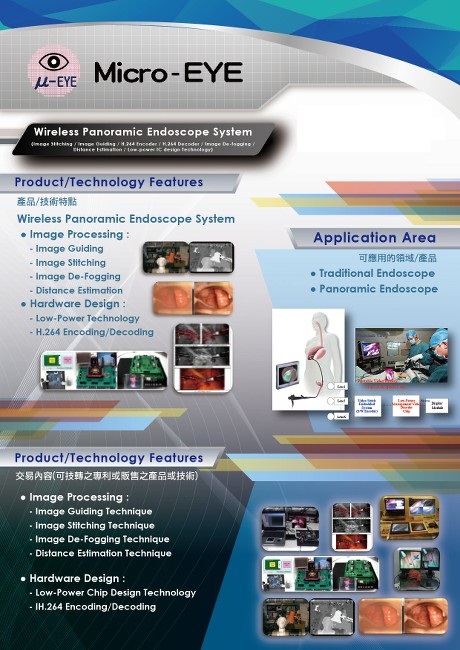 μ-EYE
Micro-EYE
Wireless Panoramic Endoscope System
(Image Stitching / Image Guiding / H.264 Encoder / H.264 Decoder / Image De-fogging /
Distance Estimation / Low-power IC design Technology)
Product/Technology Features
產品/技術特點
Wireless Panoramic Endoscope System
● Image Processing :
- Image Guiding
- Image Stitching
- Image De-Fogging
- Distance Estimation
● Hardware Design :
- Low-Power Technology
- H.264 Encoding/Decoding
Application Area
可應用的領域/產品
● Traditional Endoscope
● Panoramic Endoscope
Product/Technology Features
交易內容(可技轉之專利或販售之產品或技術)
● Image Processing :
- Image Guiding Technique
- Image Stitching Technique
- Image De-Fogging Technique
- Distance Estimation Technique
● Hardware Design :
- Low-Power Chip Design Technology
- IH.264 Encoding/Decoding